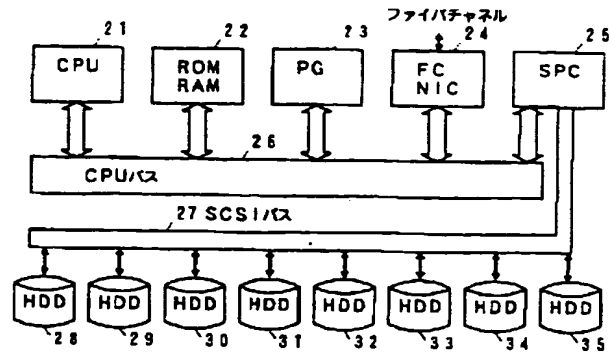 ファイバチャネル
21 22 23 24 25
CPU ROM PG FC SPC
RAM NIC
26
CPUバス
27 SCSIバス
HDD HDD HDD HDD HDD HDD HDD HDD
28 29 30 31 32 33 34 35